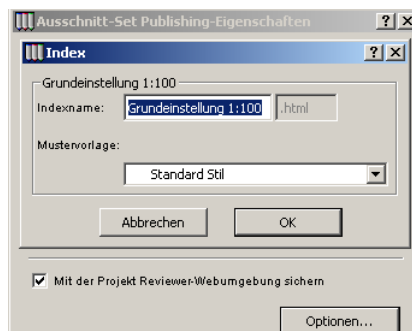 Ausschnitt-Set Publishing-Eigenschaften
Index
Grundeinstellung 1:100
Indexname: Grundeinstellung 1:100 .html
Mustervorlage:
Standard Stil
Abbrechen OK
Mit der Projekt Reviewer-Webumgebung sichern
Optionen...